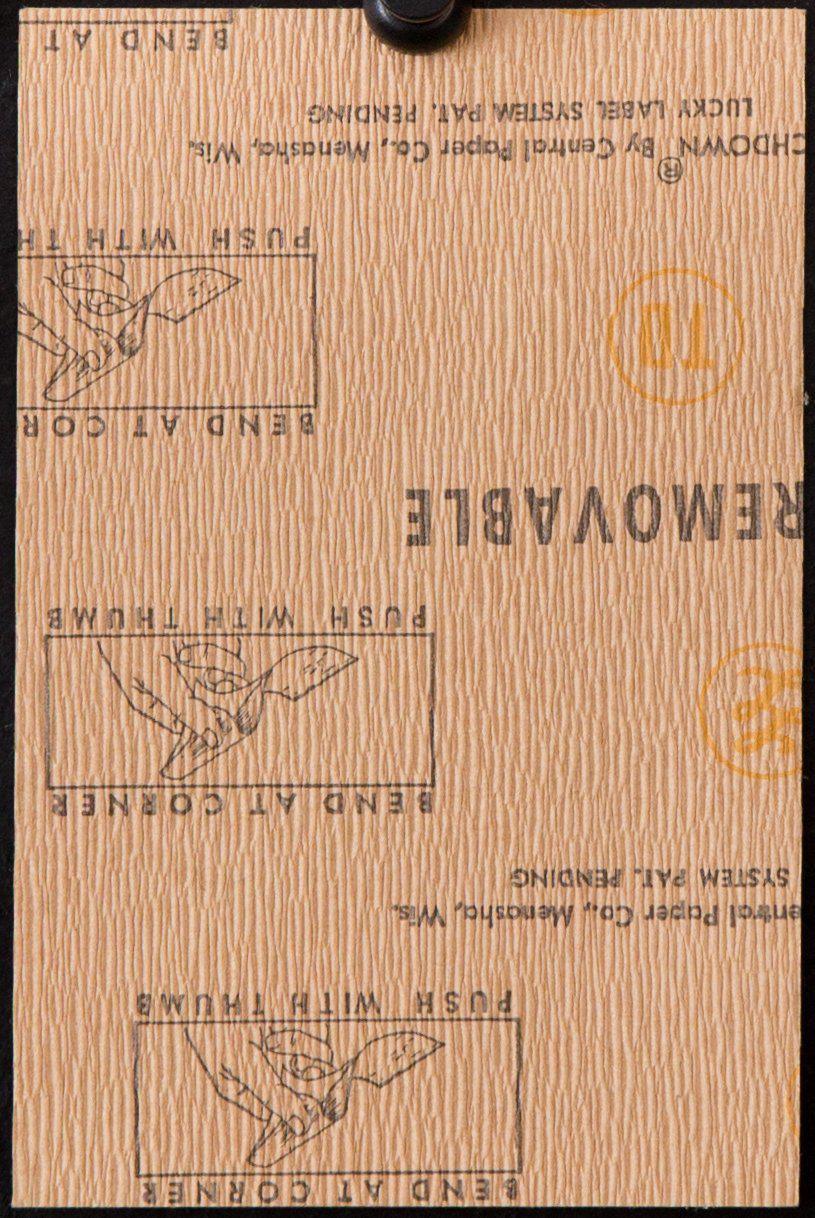 BEND AT CORNER
PUSH WITH THUMB
entral Paper Co., Menasha, Wis.
SYSTEM PAT. PENDING
BEND AT CORNER
PUSH WITH THUMB
REMOVABLE
BEND AT COR
TO
PUSH WITH TH
CHDOWN® By Central Paper Co., Menasha, Wis.
LUCKY LABEL SYSTEM PAT. PENDING
BEND AT